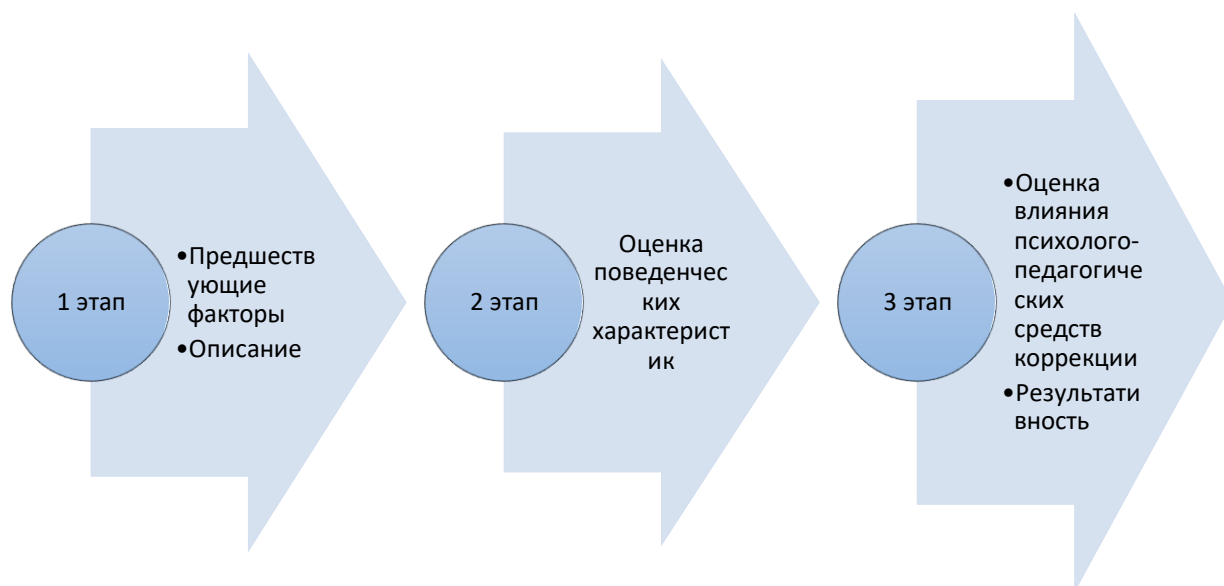 1 этап
•Предшеств
ующие
факторы
•Описание
2 этап
Оценка
поведенчес
ких
характерист
ик
3 этап
•Оценка
влияния
психолого-
педагогиче
ских
средств
коррекции
•Результати
вность